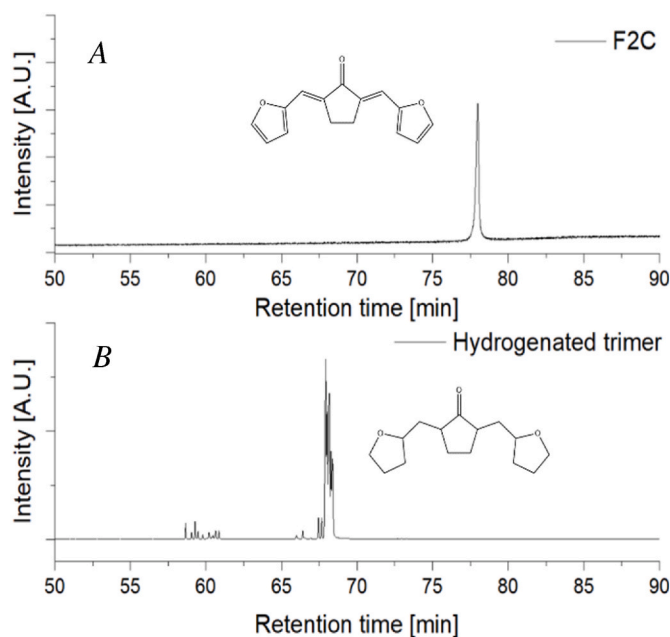 A
F2C
O
O
O
Intensity [A.U.]
50 55 60 65 70 75 80 85 90
Retention time [min]
B
Hydrogenated trimer
O
O
O
Intensity [A.U.]
50 55 60 65 70 75 80 85 90
Retention time [min]